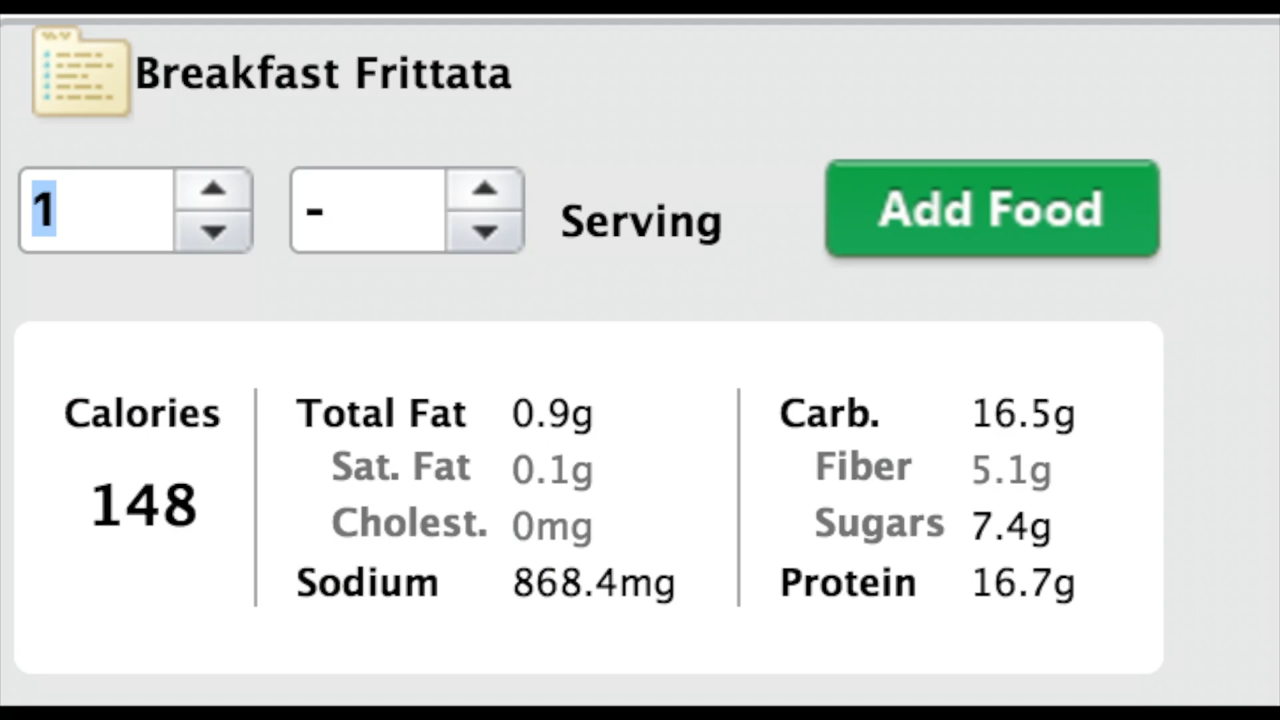 Breakfast Frittata
1 - Serving Add Food
Calories
148
Total Fat 0.9g
Sat. Fat 0.1g
Cholest. 0mg
Sodium 868.4mg
Carb. 16.5g
Fiber 5.1g
Sugars 7.4g
Protein 16.7g